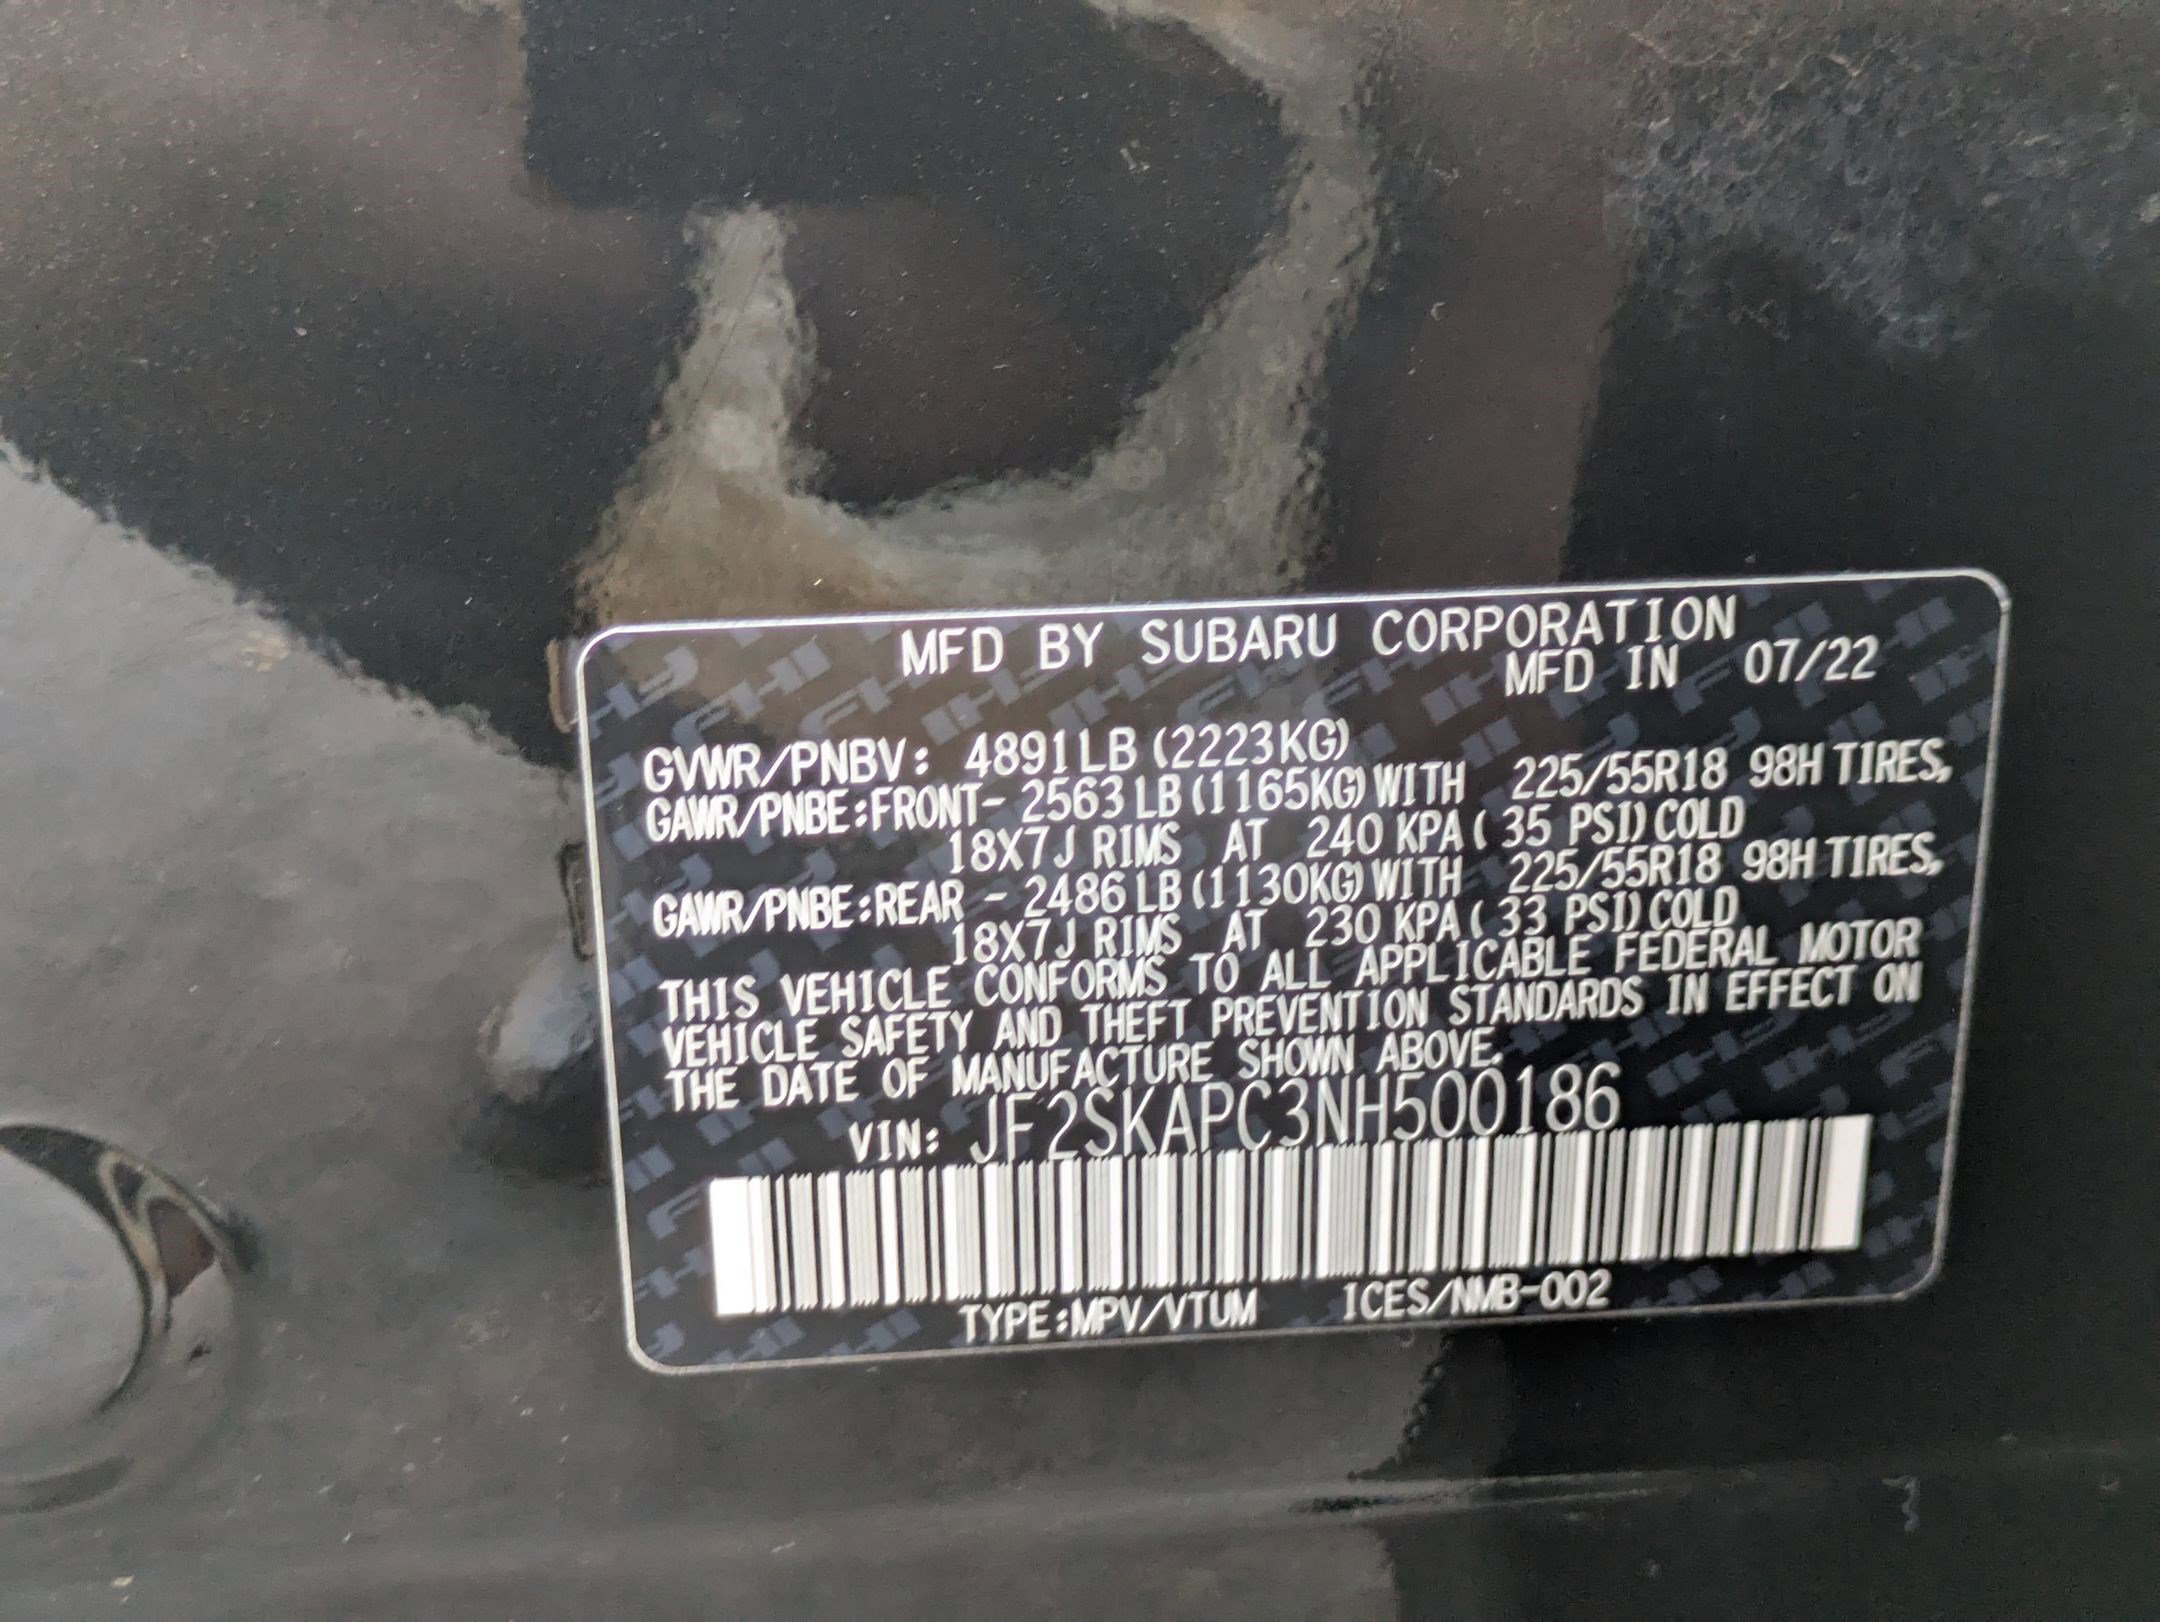 MFD BY SUBARU CORPORATION
MFD IN 07/22
GVWR/PNBV: 4891LB (2223KG)
GAWR/PNBE:FRONT- 2563LB(1165KG)WITH 225/55R18 98H TIRES,
18X7J RIMS AT 240 KPA( 35 PSI)COLD
GAWR/PNBE:REAR - 2486LB(1130KG)WITH 225/55R18 98H TIRES,
18X7J RIMS AT 230 KPA( 33 PSI)COLD
THIS VEHICLE CONFORMS TO ALL APPLICABLE FEDERAL MOTOR
VEHICLE SAFETY AND THEFT PREVENTION STANDARDS IN EFFECT ON
THE DATE OF MANUFACTURE SHOWN ABOVE.
VIN: JF2SKAPC3NH500186
TYPE:MPV/VTUM ICES/NMB-002